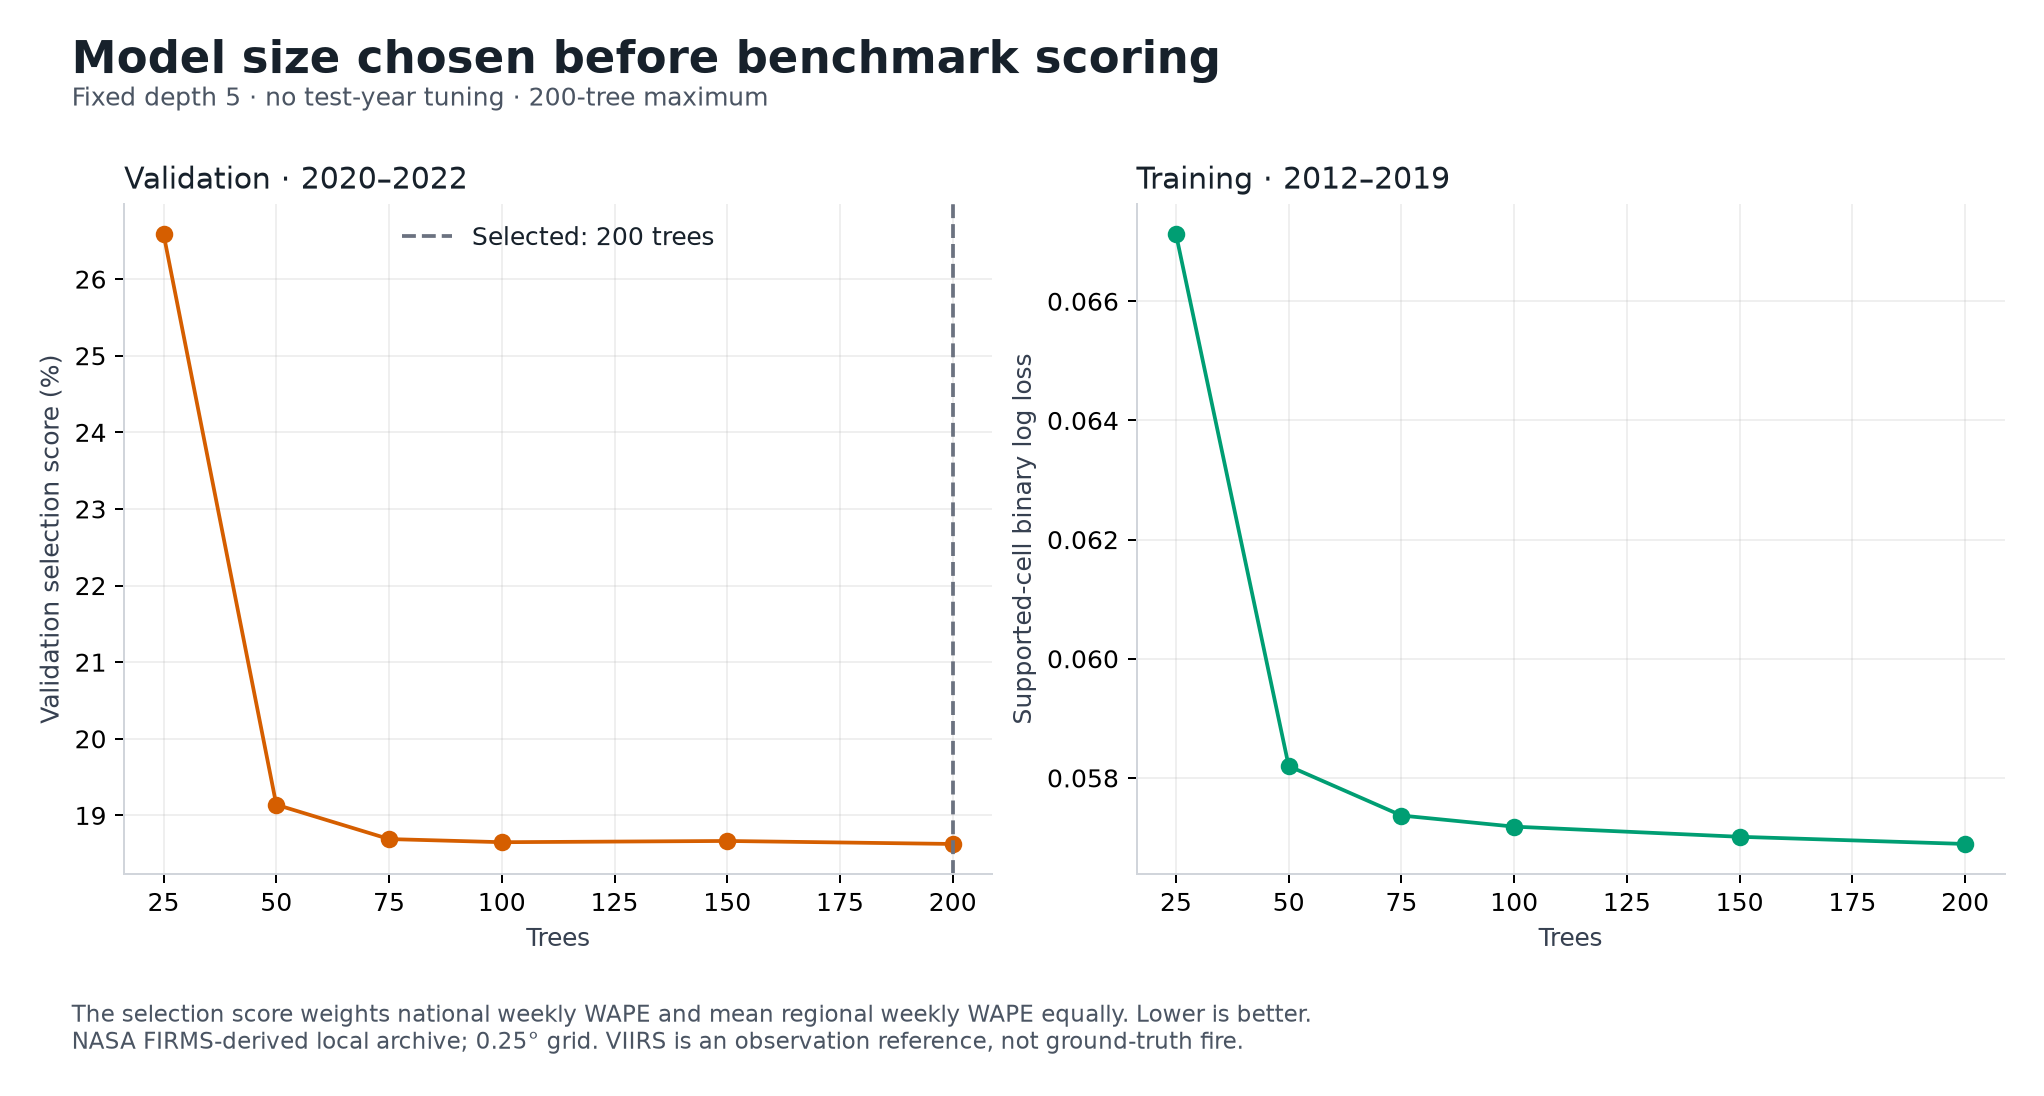 Model size chosen before benchmark scoring
Fixed depth 5 · no test-year tuning · 200-tree maximum
Validation · 2020–2022
Selected: 200 trees
Validation selection score (%)
26
25
24
23
22
21
20
19
25 50 75 100 125 150 175 200
Trees
Training · 2012–2019
Supported-cell binary log loss
0.066
0.064
0.062
0.060
0.058
25 50 75 100 125 150 175 200
Trees
The selection score weights national weekly WAPE and mean regional weekly WAPE equally. Lower is better.
NASA FIRMS-derived local archive; 0.25° grid. VIIRS is an observation reference, not ground-truth fire.